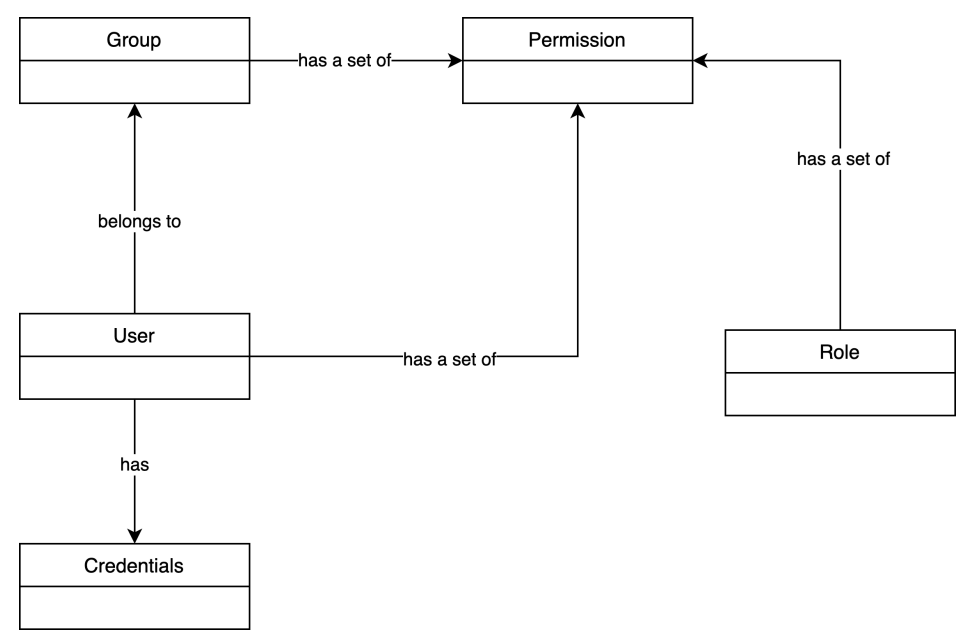 Group
has a set of
Permission
has a set of
belongs to
User
has a set of
Role
has
Credentials